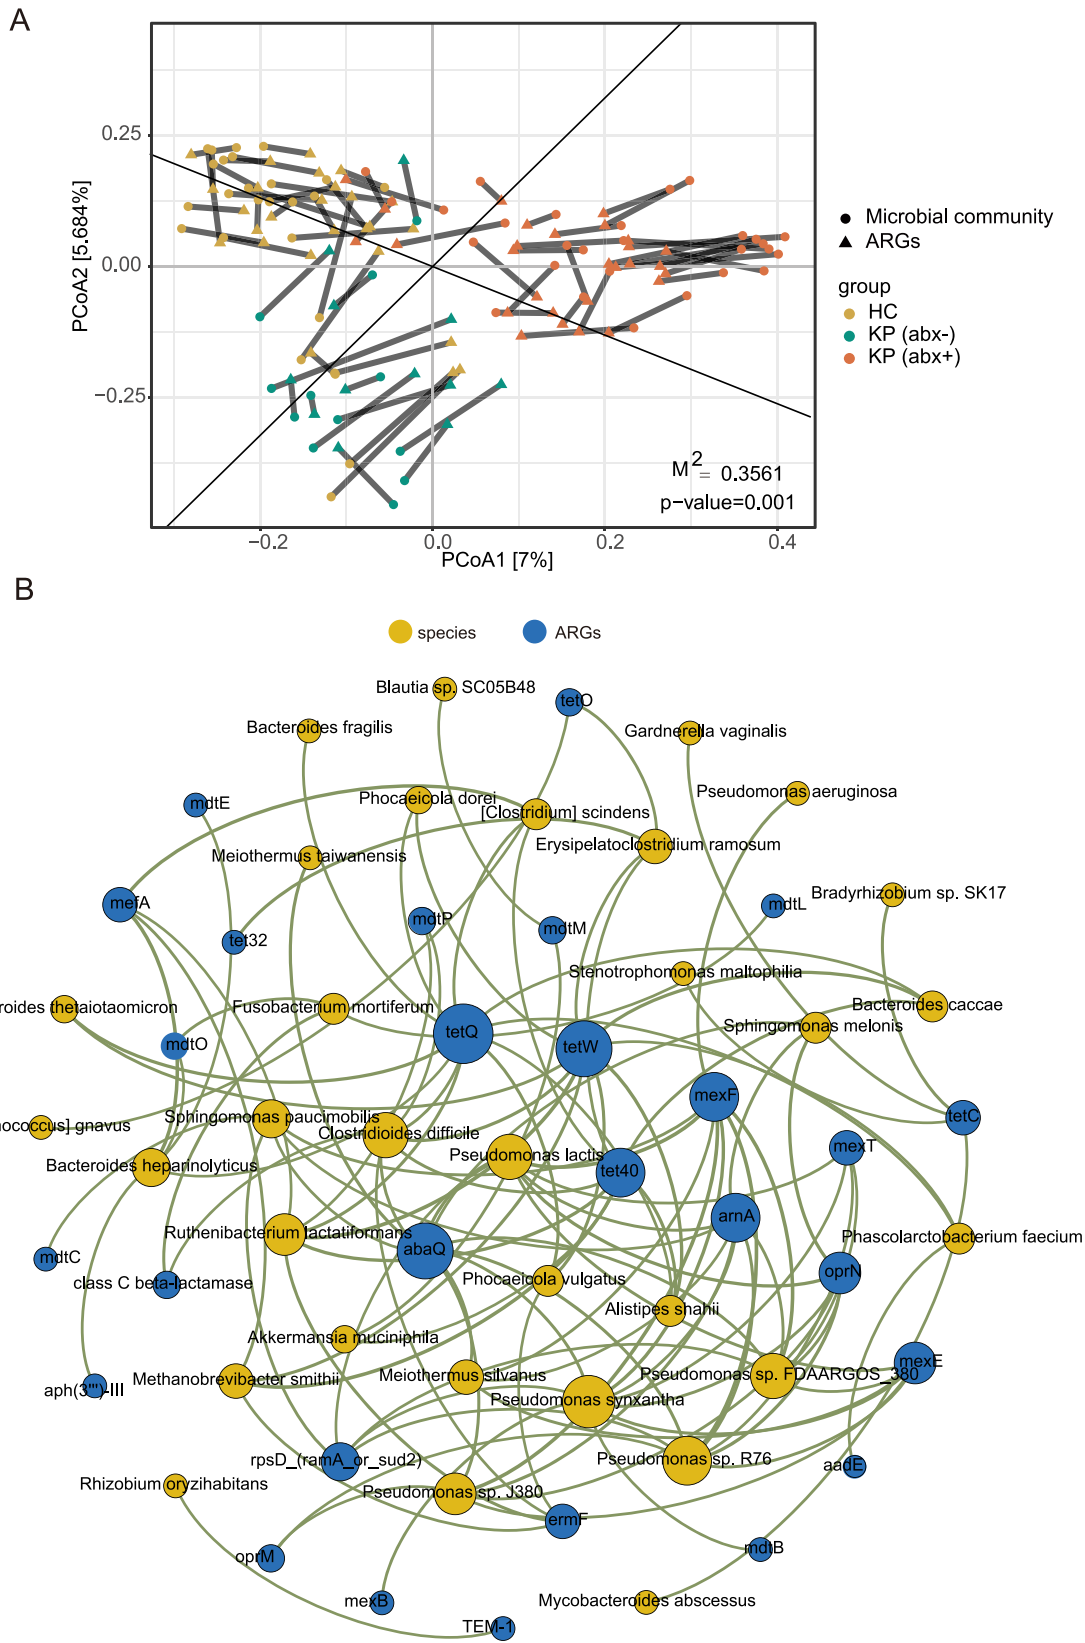 A
0.25
0.00
−0.25
PCoA2 [5.684%]
−0.2
0.0
0.2
0.4
PCoA1 [7%]
M2 = 0.3561
p−value=0.001
Microbial community
ARGs
group
HC
KP (abx-)
KP (abx+)
B
species
ARGs
Blautia sp. SC05B48
tetO
Bacteroides fragilis
Gardnerella vaginalis
Pseudomonas aeruginosa
Phocaeicola dorei
mdtE
[Clostridium] scindens
Erysipelatoclostridium ramosum
Meiothermus taiwanensis
Bradyrhizobium sp. SK17
mefA
mdtP
mdtM
mdtL
tet32
Stenotrophomonas maltophilia
roides thetaiotaomicron
Fusobacterium mortiferum
Bacteroides caccae
Sphingomonas melonis
tetQ
mdtO
tetW
mexF
Sphingomonas paucimobilis
tetC
nococcus] gnavus
Clostridioides difficile
mexT
Pseudomonas lactis
Bacteroides heparinolyticus
tet40
arnA
Ruthenibacterium lactatiformans
Phascolarctobacterium faecium
abaQ
mdtC
oprN
class C beta-lactamase
Phocaeicola vulgatus
Alistipes shahii
Akkermansia muciniphila
mexE
Methanobrevibacter smithii
Meiothermus silvanus
Pseudomonas sp. FDAARGOS_380
aph(3''')-III
Pseudomonas synxantha
rpsD_(ramA_or_sud2)
Pseudomonas sp. R76
aadE
Rhizobium oryzihabitans
Pseudomonas sp. J380
ermF
oprM
mdtB
mexB
Mycobacteroides abscessus
TEM-1